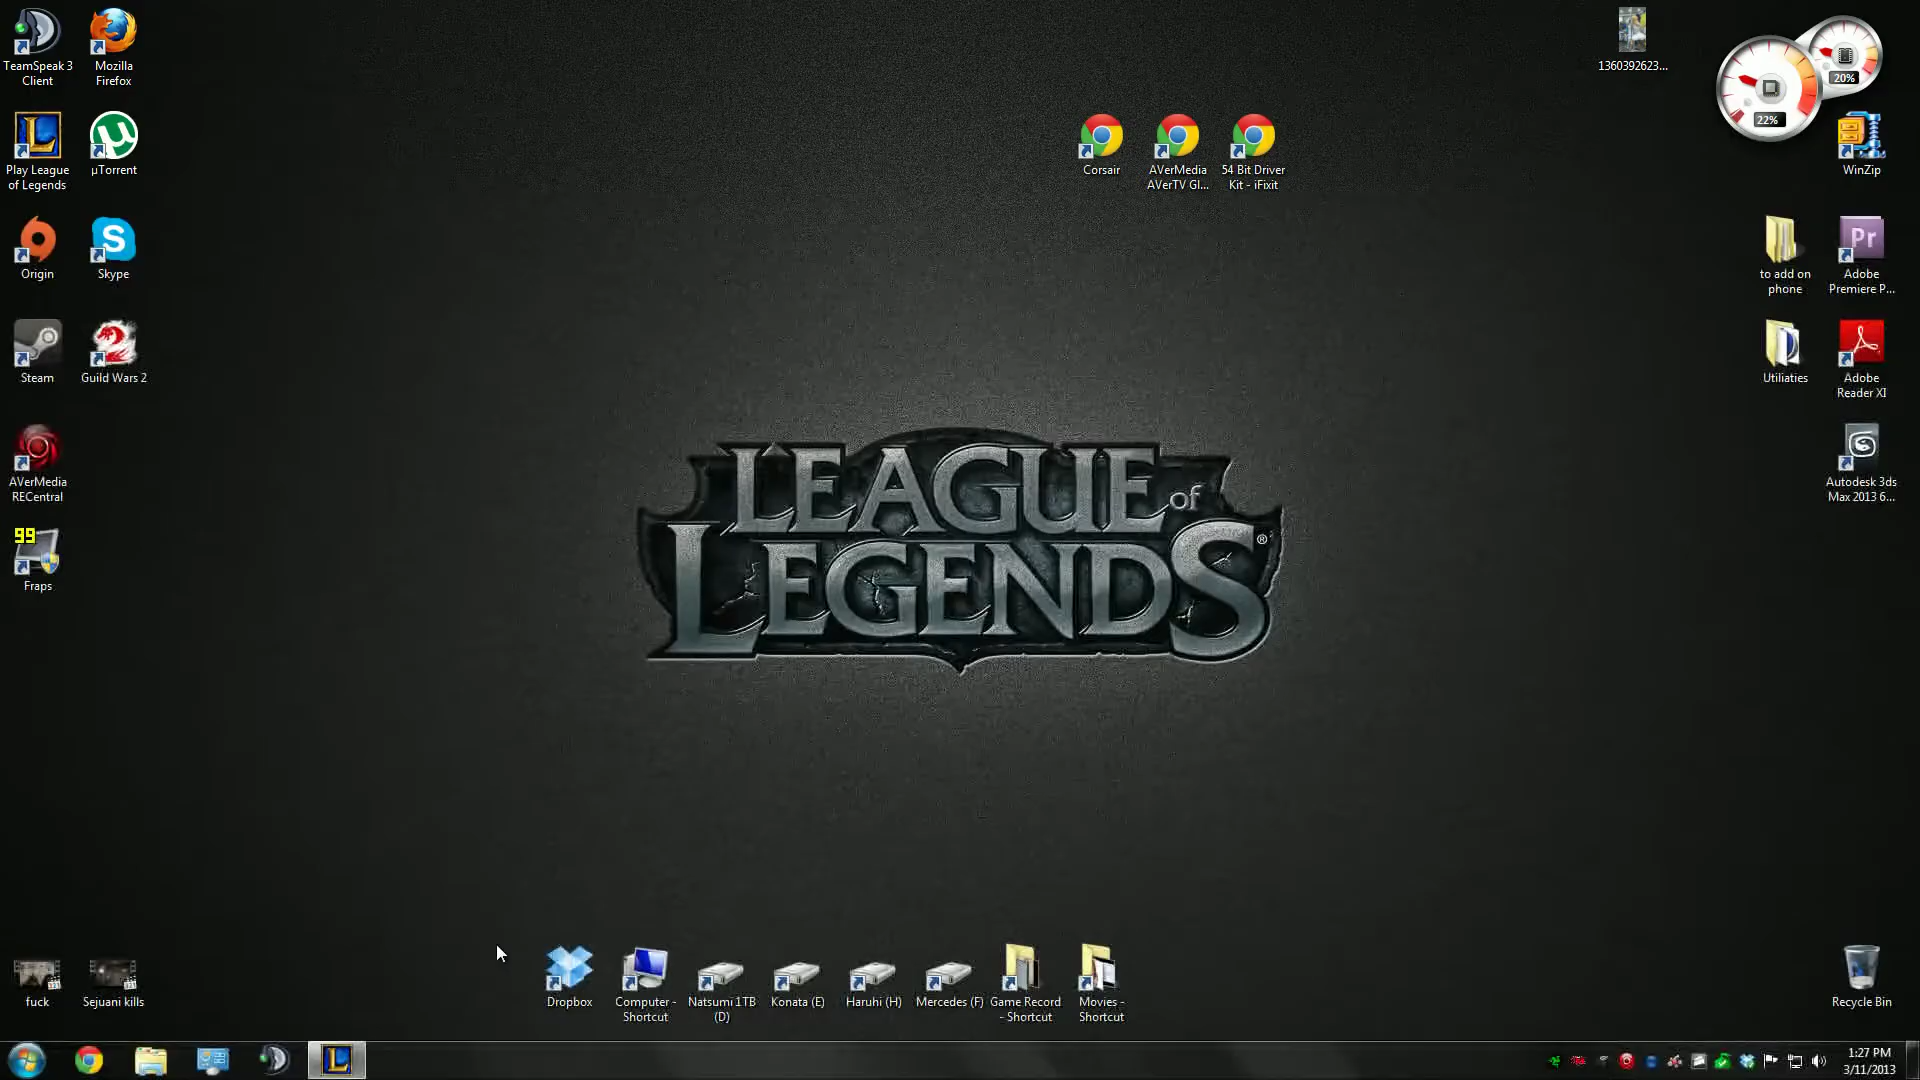 TeamSpeak 3
Client
Mozilla
Firefox
1360392623...
20%
22%
Play League
of Legends
µTorrent
Corsair
AVerMedia
AVerTV Gl...
54 Bit Driver
Kit - iFixit
WinZip
Origin
Skype
to add on
phone
Pr
Adobe
Premiere P...
Steam
Guild Wars 2
Utiliaties
Adobe
Reader XI
AVerMedia
RECentral
Autodesk 3ds
Max 2013 6...
99
Fraps
LEAGUE of
LEGENDS ®
fuck
Sejuani kills
Dropbox
Computer -
Shortcut
Natsumi 1TB
(D)
Konata (E)
Haruhi (H)
Mercedes (F)
Game Record
- Shortcut
Movies -
Shortcut
Recycle Bin
1:27 PM
3/11/2013